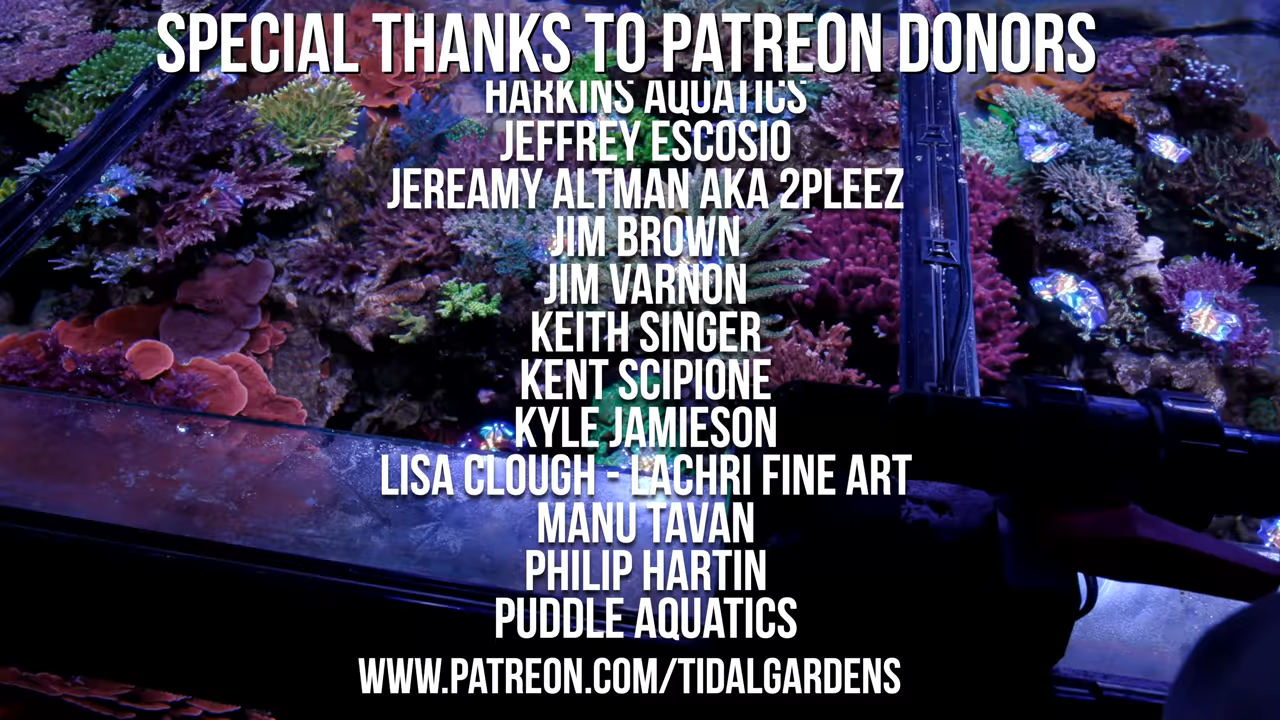 SPECIAL THANKS TO PATREON DONORS
HARKINS AQUATICS
JEFFREY ESCOSIO
JEREAMY ALTMAN AKA 2PLEEZ
JIM BROWN
JIM VARNON
KEITH SINGER
KENT SCIPIONE
KYLE JAMIESON
LISA CLOUGH - LACHRI FINE ART
MANU TAVAN
PHILIP HARTIN
PUDDLE AQUATICS
WWW.PATREON.COM/TIDALGARDENS